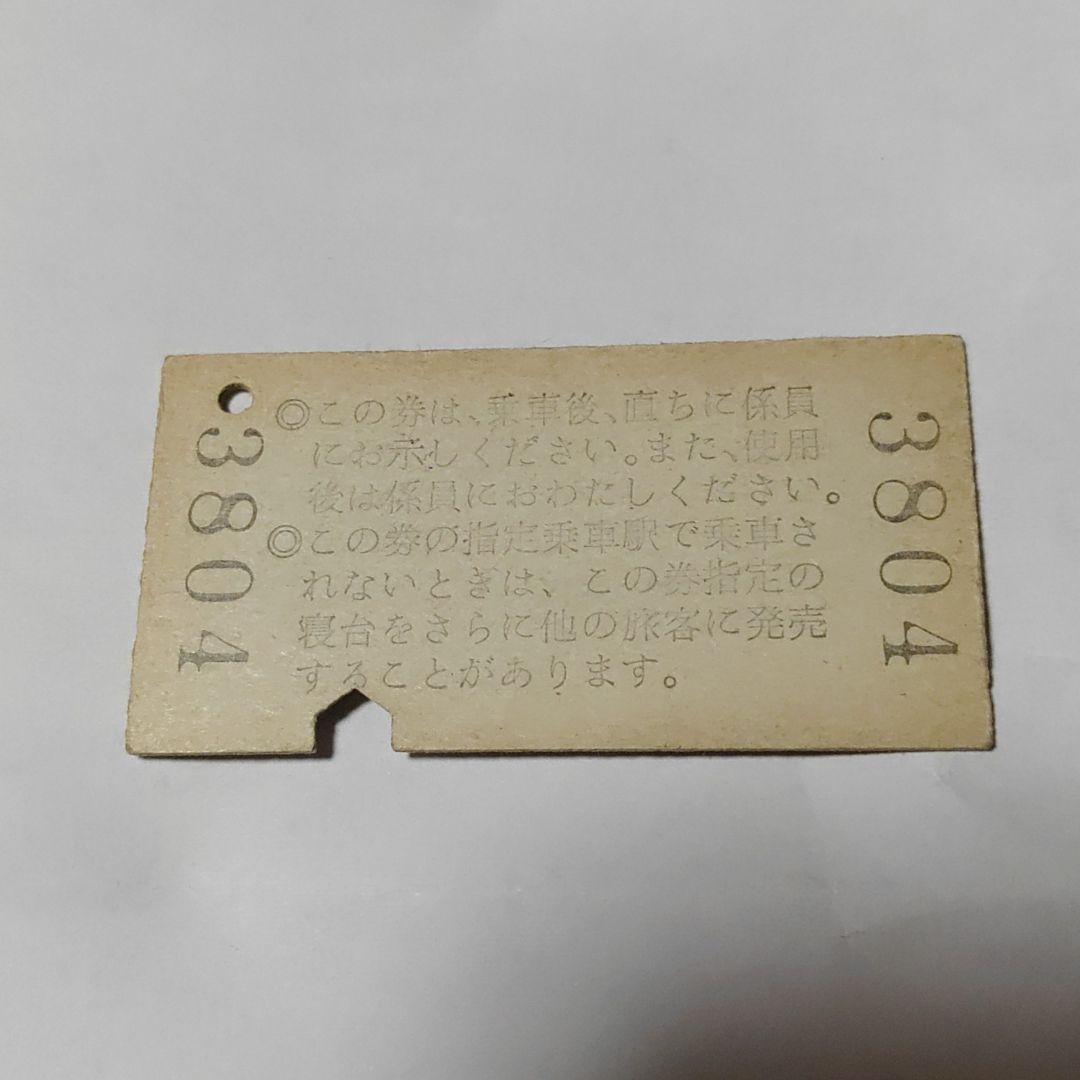 3804
◎この券は、乗車後、直ちに係員
にお示しください。また、使用
後は係員におわたしください。
◎この券の指定乗車駅で乗車さ
れないときは、この券指定の
寝台をさらに他の旅客に発売
することがあります。
3804